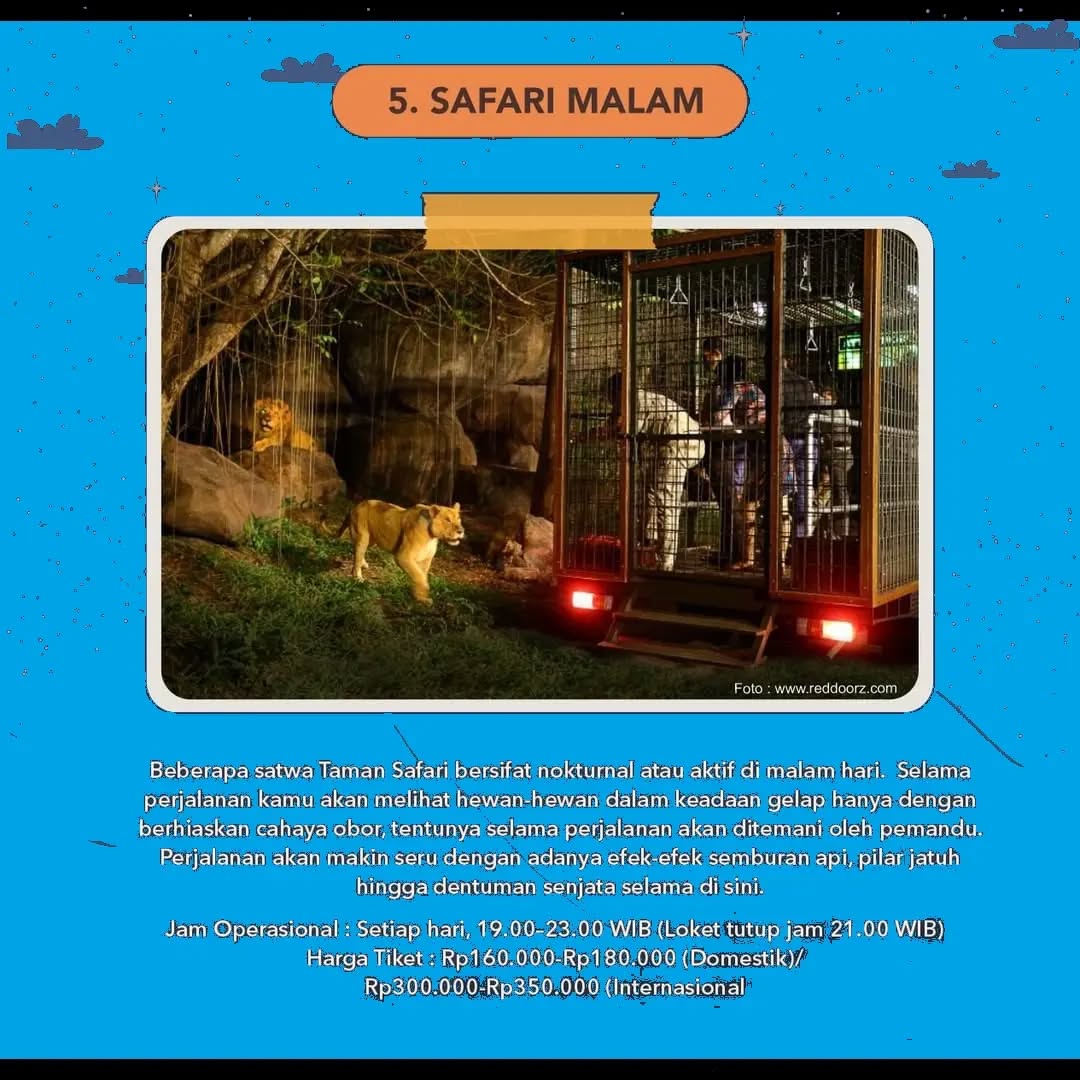 5. SAFARI MALAM
Foto : www.reddoorz.com
Beberapa satwa Taman Safari bersifat nokturnal atau aktif di malam hari. Selama
perjalanan kamu akan melihat hewan-hewan dalam keadaan gelap hanya dengan
berhiaskan cahaya obor, tentunya selama perjalanan akan ditemani oleh pemandu.
Perjalanan akan makin seru dengan adanya efek-efek semburan api, pilar jatuh
hingga dentuman senjata selama di sini.
Jam Operasional : Setiap hari, 19.00–23.00 WIB (Loket tutup jam 21.00 WIB)
Harga Tiket : Rp160.000-Rp180.000 (Domestik)/
Rp300.000-Rp350.000 (Internasional